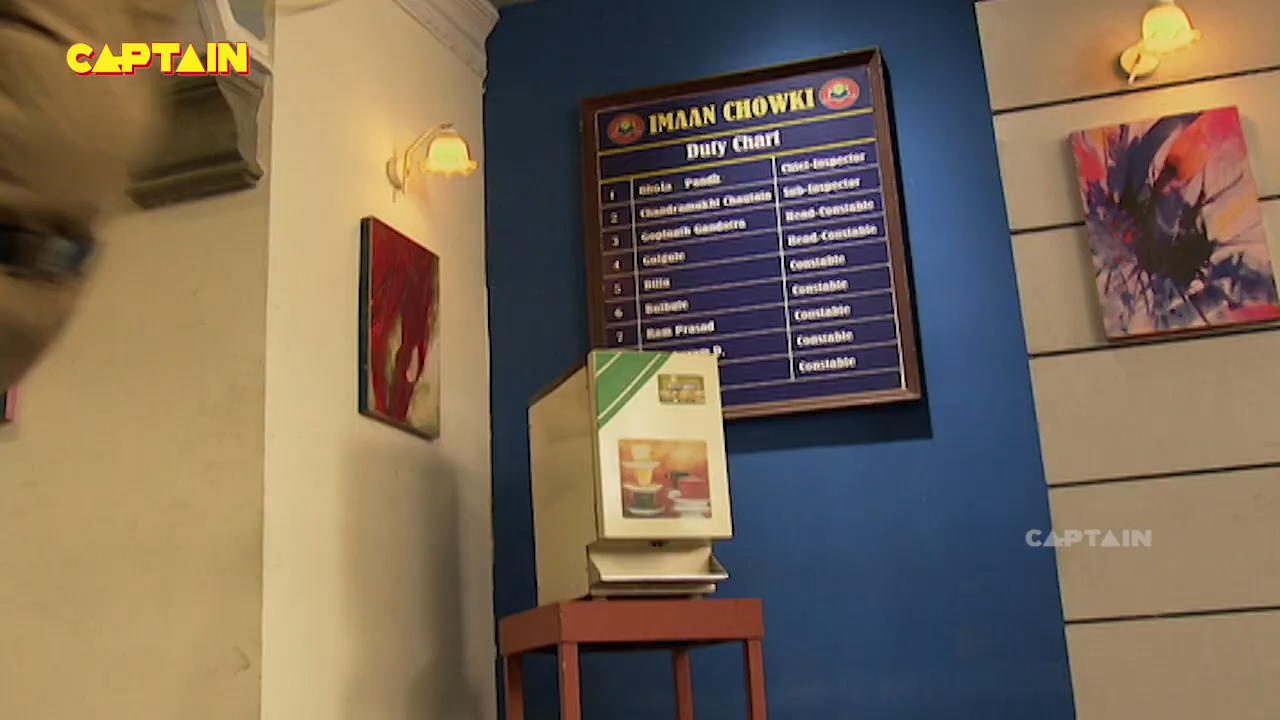 CAPTAIN
IMAAN CHOWKI
Duty Chart
1 Bhola Pandit Chief-Inspector
2 Chandramukhi Chautala Sub-Inspector
3 Gopinath Gandotra Head-Constable
4 Gulgule Head-Constable
5 Billu Constable
6 Bulbule Constable
7 Ram Prasad Constable
D. Constable
Constable
CAPTAIN